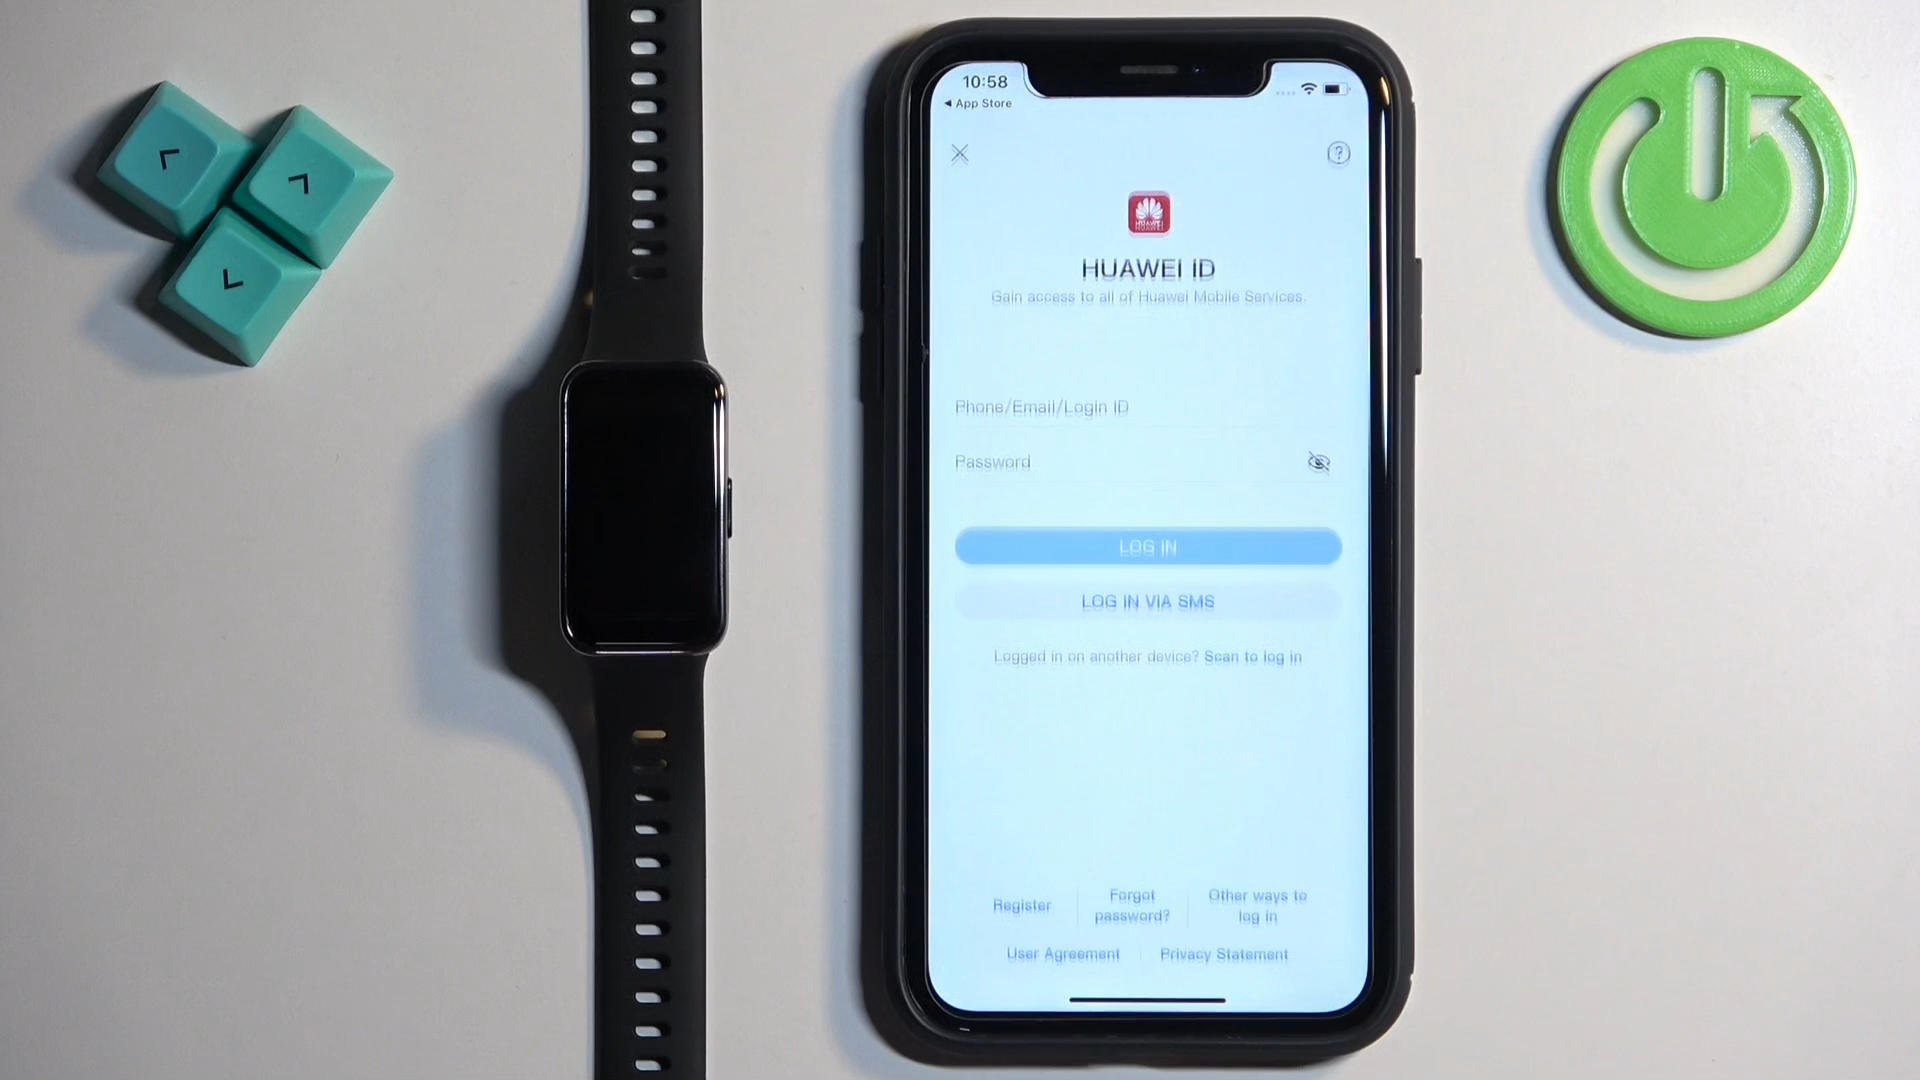 10:58
App Store
HUAWEI
HUAWEI ID
Gain access to all of Huawei Mobile Services.
Phone/Email/Login ID
Password
LOG IN
LOG IN VIA SMS
Logged in on another device? Scan to log in
Register
Forgot password?
Other ways to log in
User Agreement
Privacy Statement